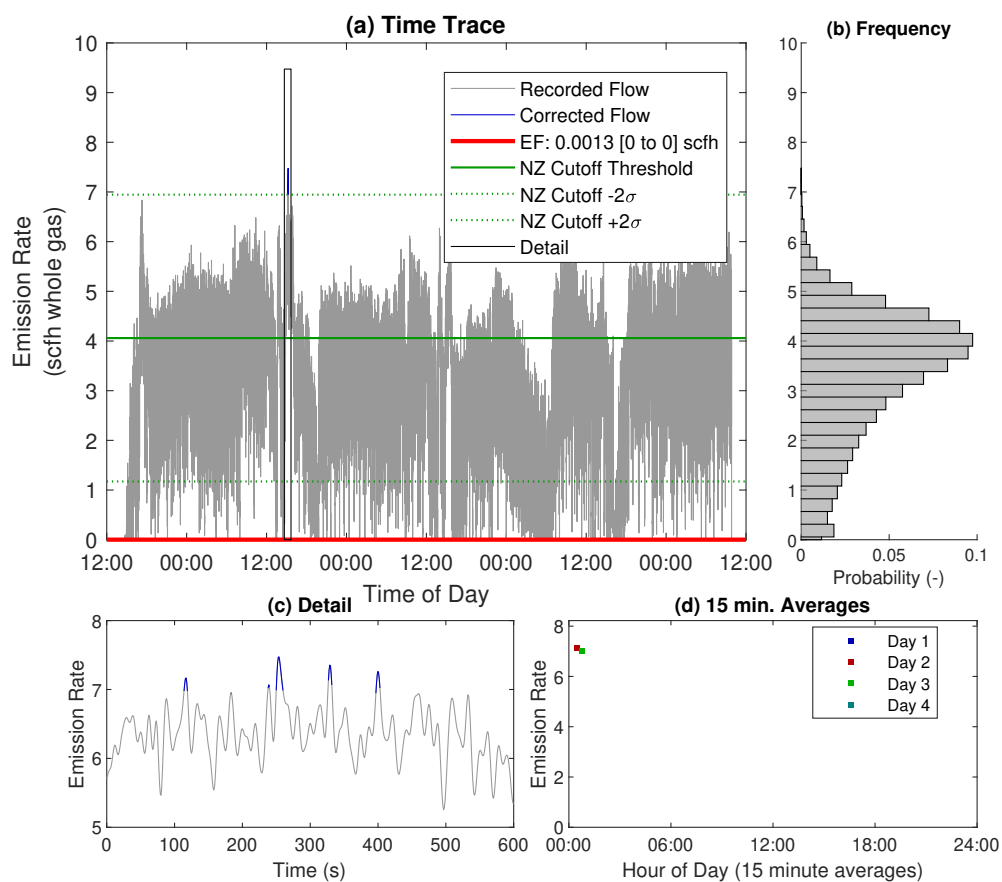 (a) Time Trace
10
9
8
7
6
5
4
3
2
1
0
Emission Rate
(scfh whole gas)
Recorded Flow
Corrected Flow
EF: 0.0013 [0 to 0] scfh
NZ Cutoff Threshold
NZ Cutoff -2σ
NZ Cutoff +2σ
Detail
12:00 00:00 12:00 00:00 12:00 00:00 12:00 00:00 12:00
Time of Day
(b) Frequency
10
9
8
7
6
5
4
3
2
1
0
0 0.05 0.1
Probability (-)
(c) Detail
8
7
6
5
Emission Rate
0 100 200 300 400 500 600
Time (s)
(d) 15 min. Averages
8
6
4
2
0
Emission Rate
Day 1
Day 2
Day 3
Day 4
00:00 06:00 12:00 18:00 24:00
Hour of Day (15 minute averages)